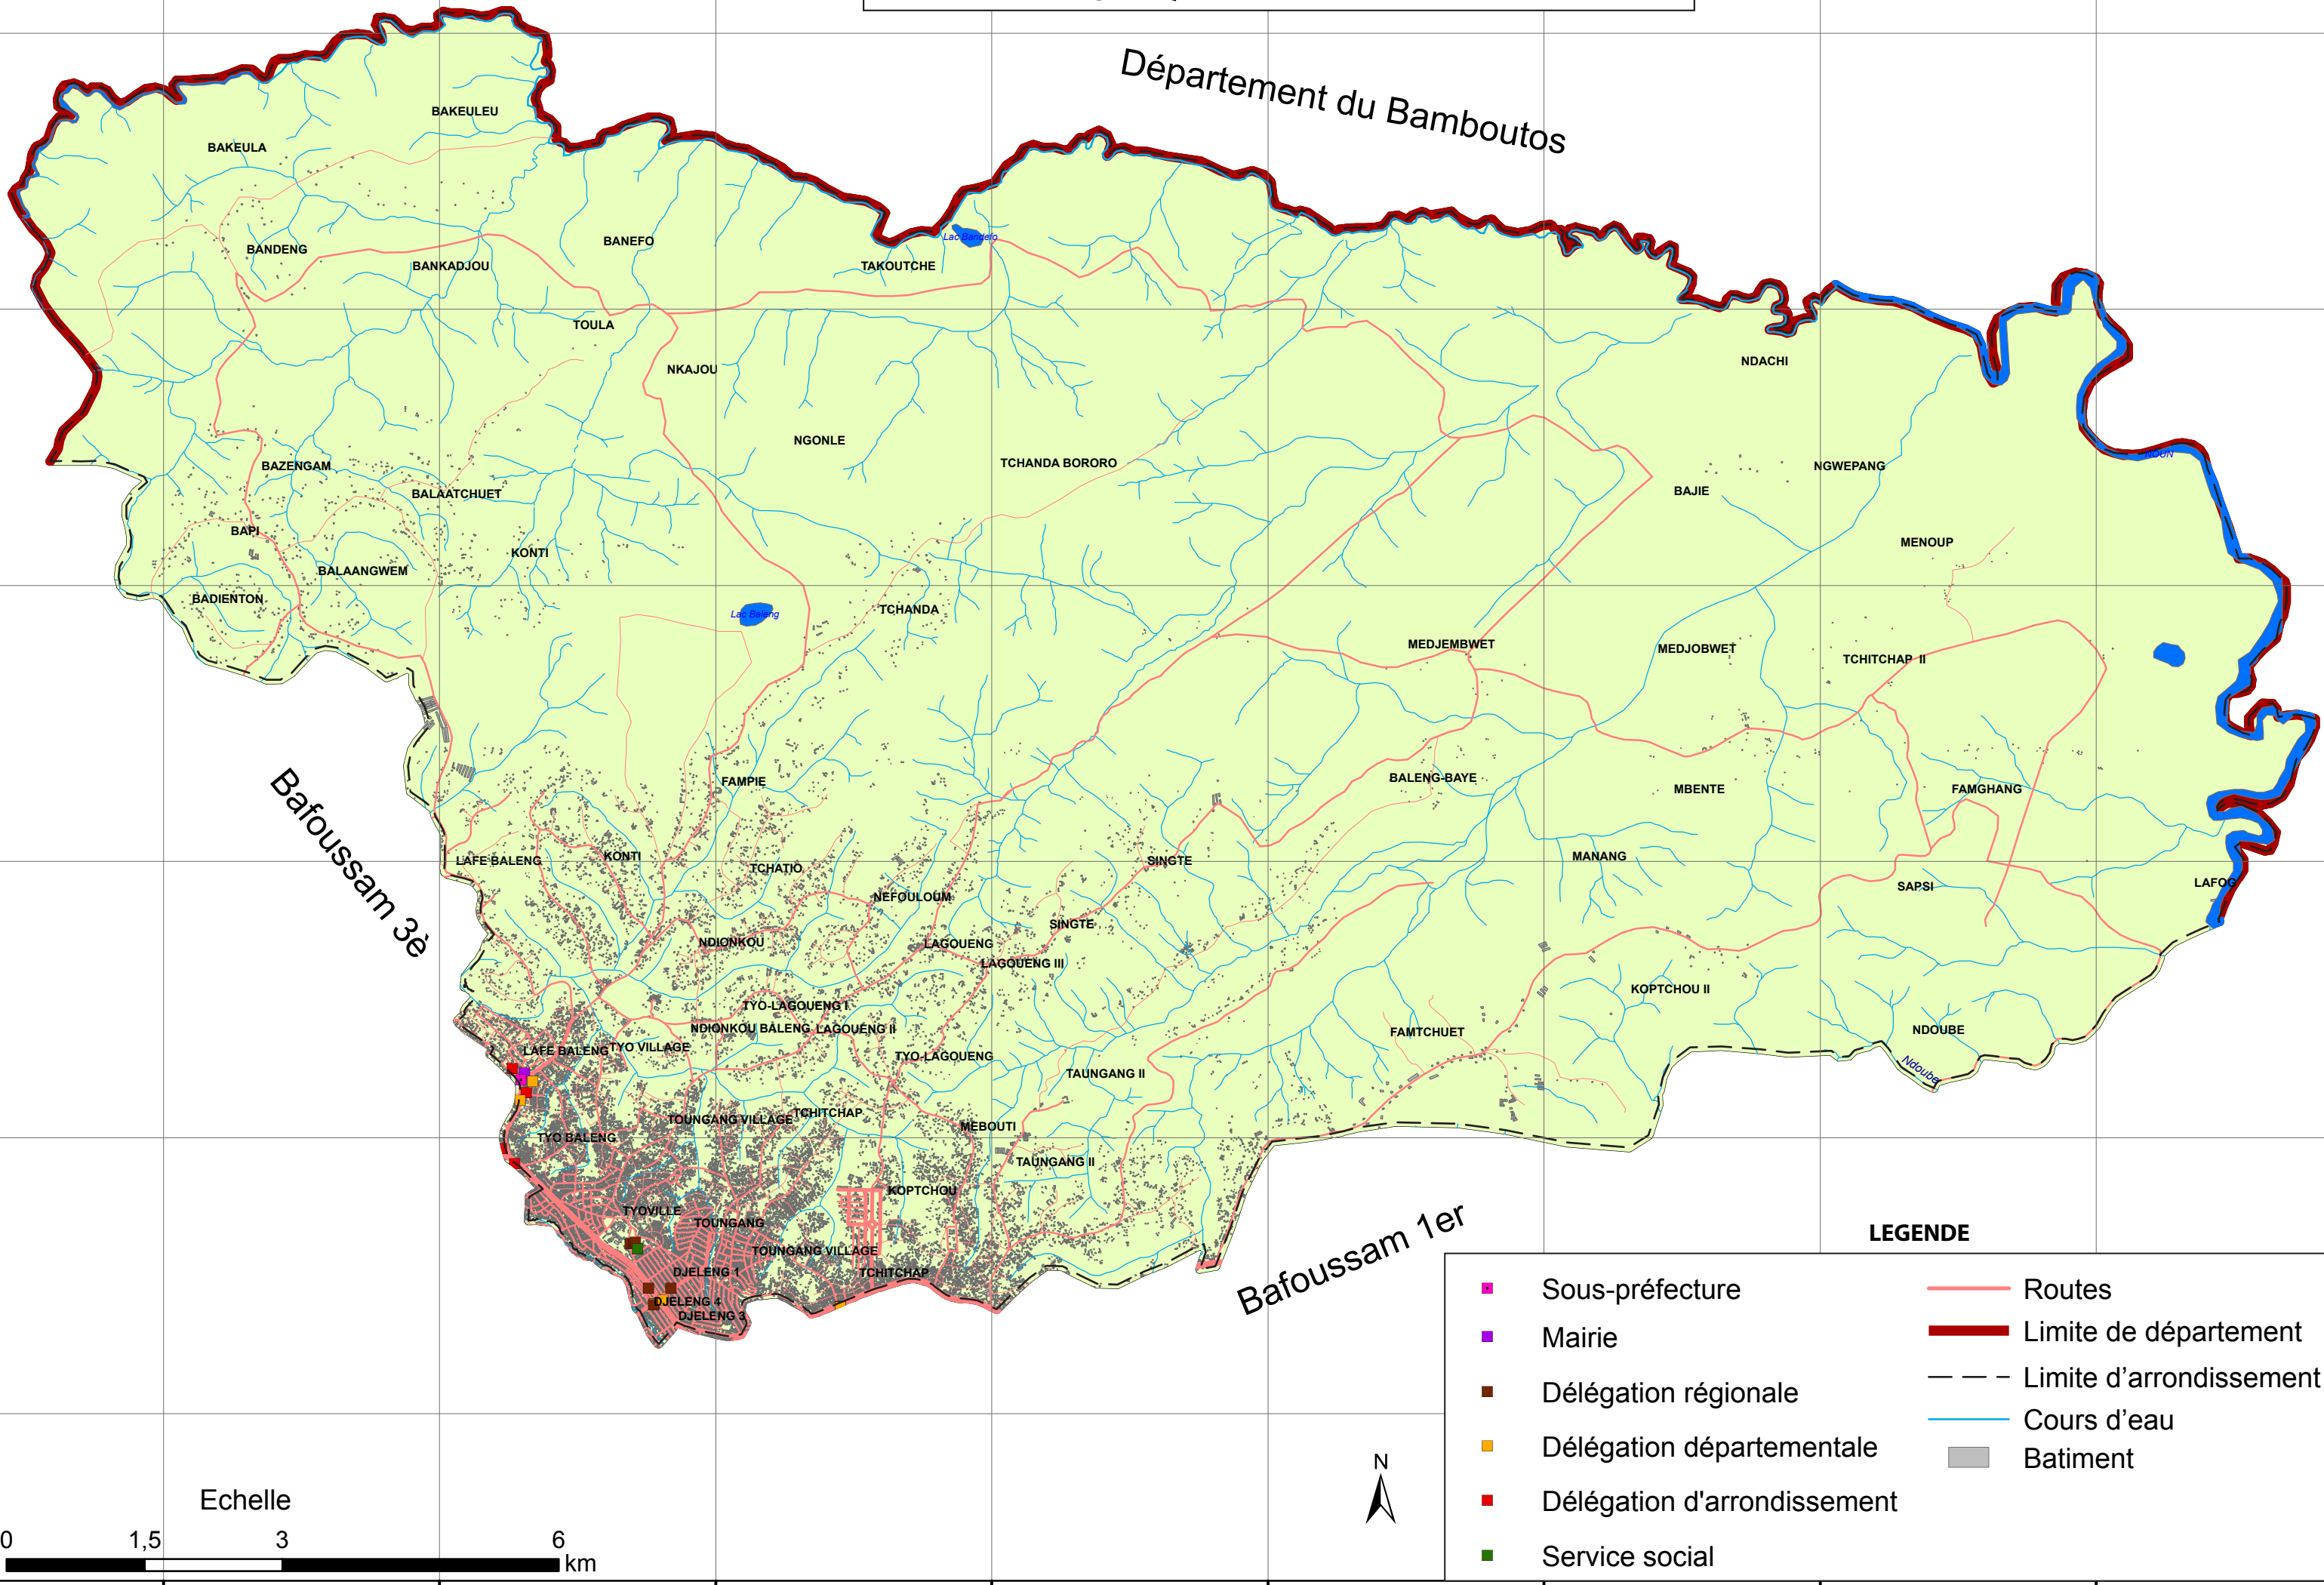 Département du Bamboutos
BAKEULEU
BAKEULA
BANDENG
BANKADJOU
BANEFO
Lac Bandefo
TAKOUTCHE
TOULA
NKAJOU
NDACHI
NGONLE
TCHANDA BORORO
NOUN
BAZENGAM
NGWEPANG
BALAATCHUET
BAJIE
BAPI
KONTI
MENOUP
BALAANGWEM
BADIENTON
Lac Baleng
TCHANDA
MEDJEMBWET
MEDJOBWET
TCHITCHAP II
FAMPIE
BALENG-BAYE
MBENTE
FAMGHANG
Bafoussam 3è
LAFE BALENG
KONTI
TCHATIO
SINGTE
MANANG
NEFOULOUM
SAPSI
LAFOG
SINGTE
NDIONKOU
LAGOUENG
LAGOUENG III
KOPTCHOU II
TYO-LAGOUENG I
NDIONKOU BALENG
LAGOUENG II
FAMTCHUET
NDOUBE
LAFE BALENG
TYO VILLAGE
TYO-LAGOUENG
Ndoube
TAUNGANG II
TOUNGANG VILLAGE
TCHITCHAP
MEBOUTI
TYO BALENG
TAUNGANG II
KOPTCHOU
TYOVILLE
TOUNGANG
TOUNGANG VILLAGE
Bafoussam 1er
DJELENG 1
TCHITCHAP
DJELENG 4
DJELENG 3
LEGENDE
Sous-préfecture
Mairie
Délégation régionale
Délégation départementale
Délégation d'arrondissement
Service social
Routes
Limite de département
Limite d’arrondissement
Cours d’eau
Batiment
N
Echelle
0 1,5 3 6
km